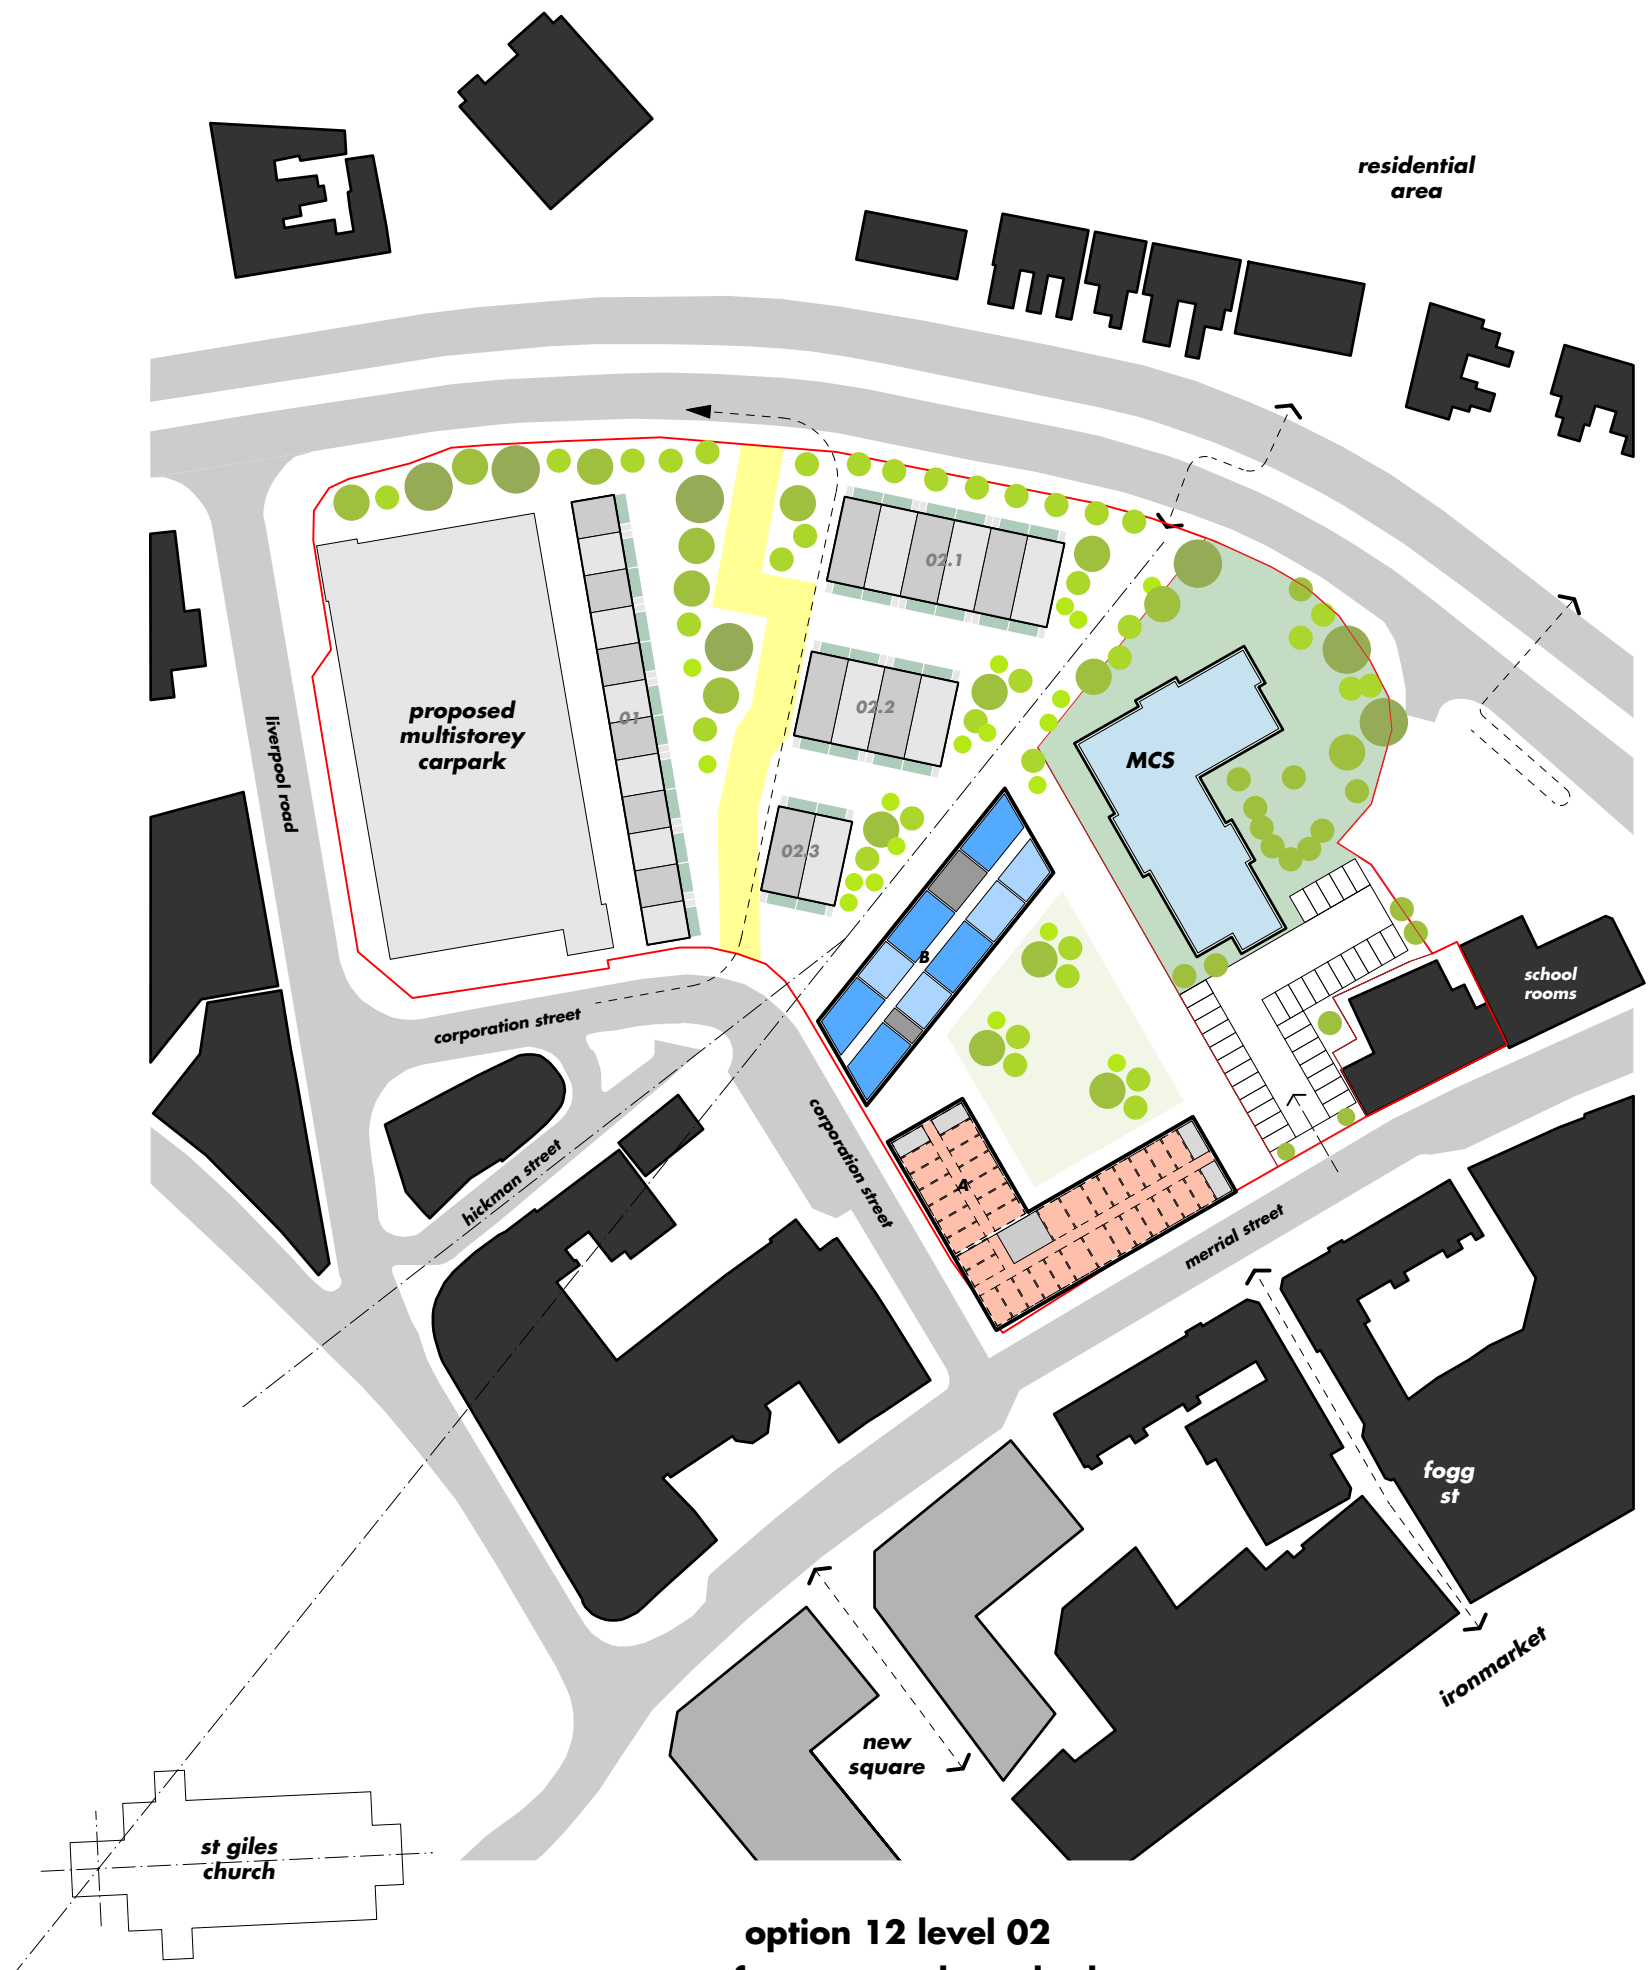 residential
area
02.1
02.2
01
proposed
multistorey
carpark
MCS
liverpool road
02.3
B
school
rooms
corporation street
hickman street
corporation street
A
merrial street
fogg
st
ironmarket
new
square
st giles
church
option 12 level 02